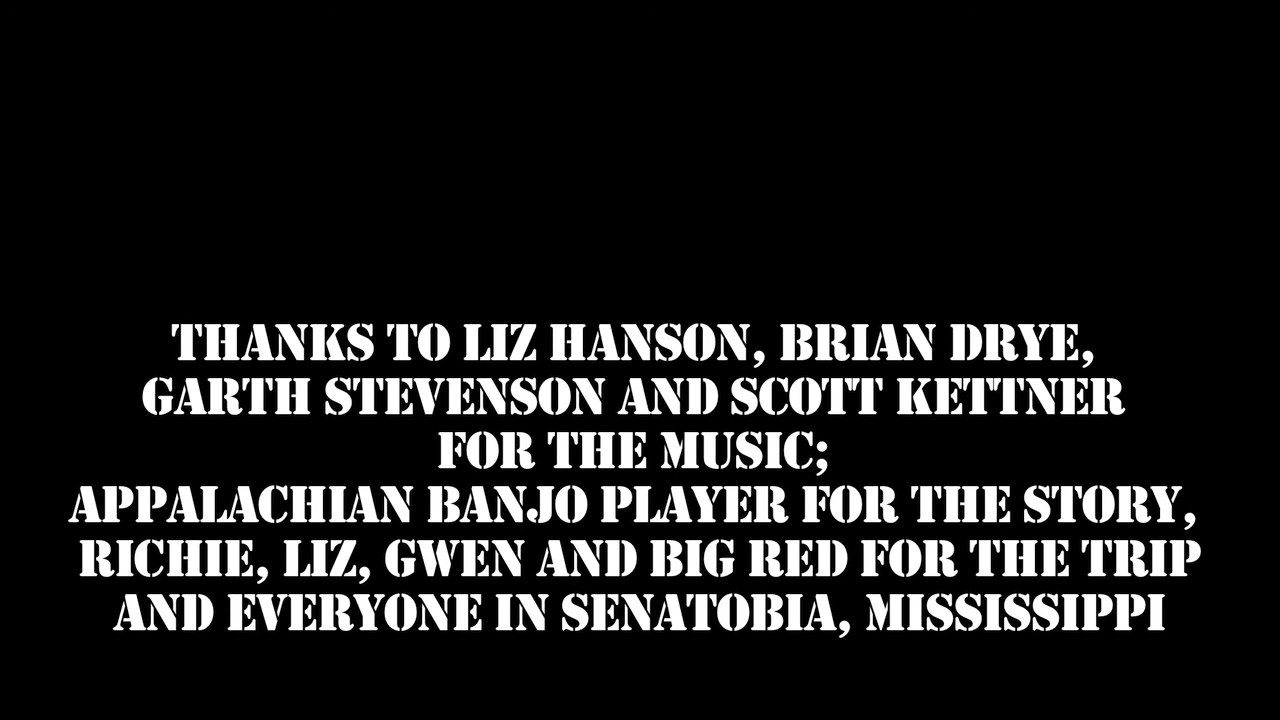 THANKS TO LIZ HANSON, BRIAN DRYE,
GARTH STEVENSON AND SCOTT KETTNER
FOR THE MUSIC;
APPALACHIAN BANJO PLAYER FOR THE STORY,
RICHIE, LIZ, GWEN AND BIG RED FOR THE TRIP
AND EVERYONE IN SENATOBIA, MISSISSIPPI